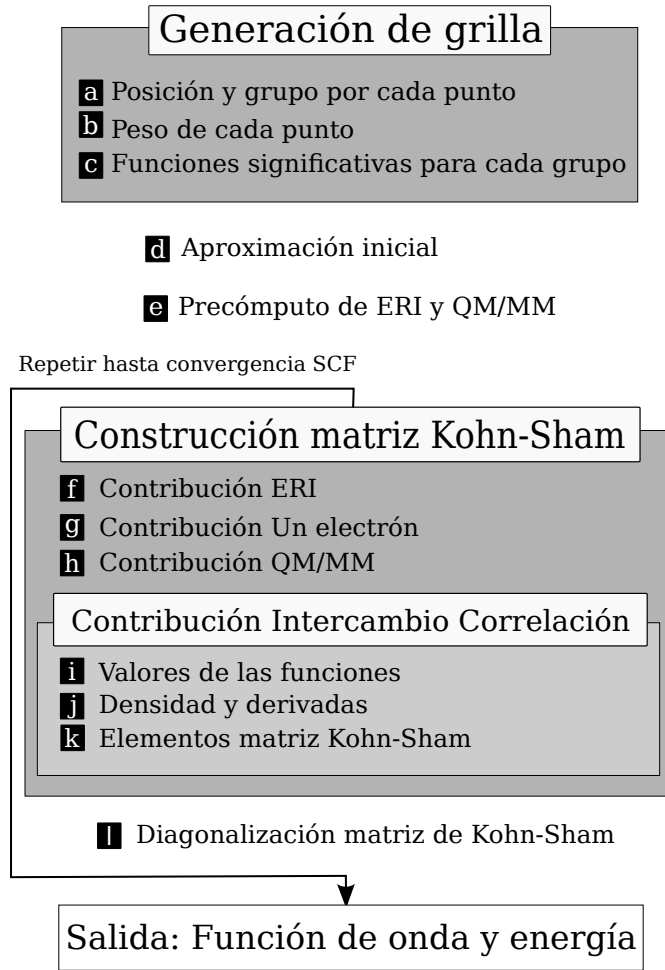 Generación de grilla
a Posición y grupo por cada punto
b Peso de cada punto
c Funciones significativas para cada grupo
d Aproximación inicial
e Precómputo de ERI y QM/MM
Repetir hasta convergencia SCF
Construcción matriz Kohn-Sham
f Contribución ERI
g Contribución Un electrón
h Contribución QM/MM
Contribución Intercambio Correlación
i Valores de las funciones
j Densidad y derivadas
k Elementos matriz Kohn-Sham
l Diagonalización matriz de Kohn-Sham
Salida: Función de onda y energía